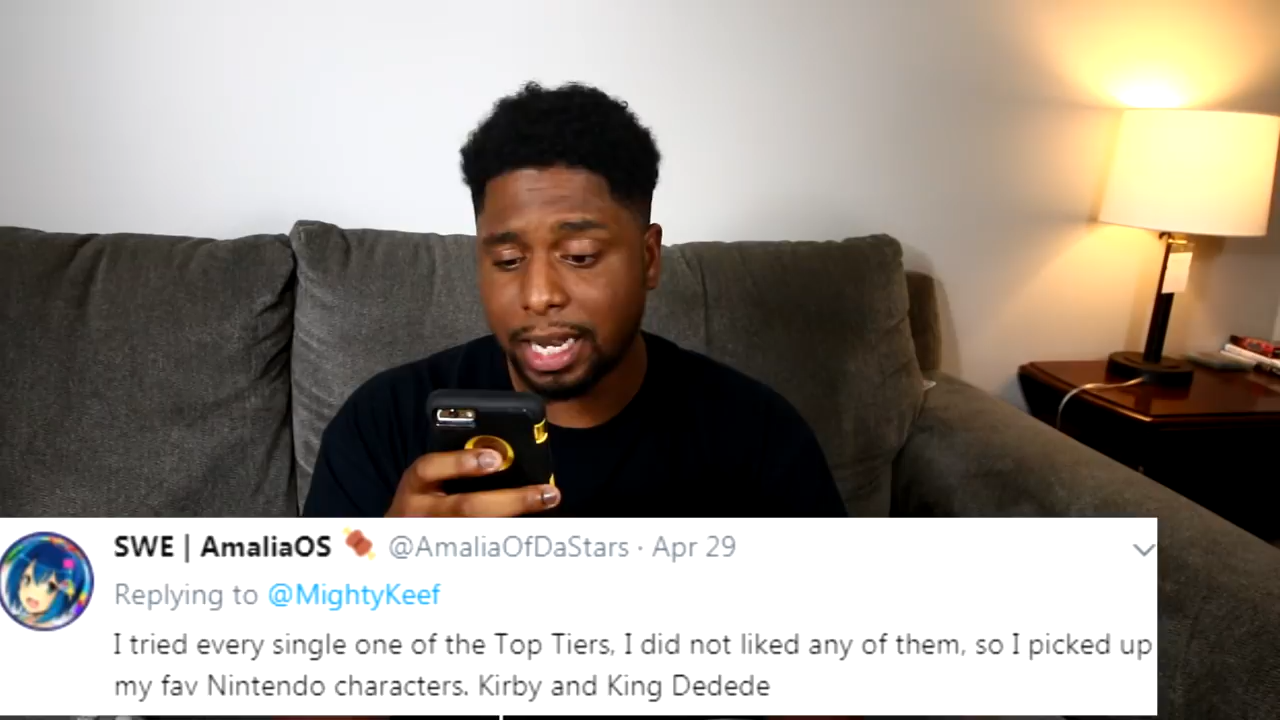 SWE | AmaliaOS @AmaliaOfDaStars · Apr 29
Replying to @MightyKeef
I tried every single one of the Top Tiers, I did not liked any of them, so I picked up
my fav Nintendo characters. Kirby and King Dedede